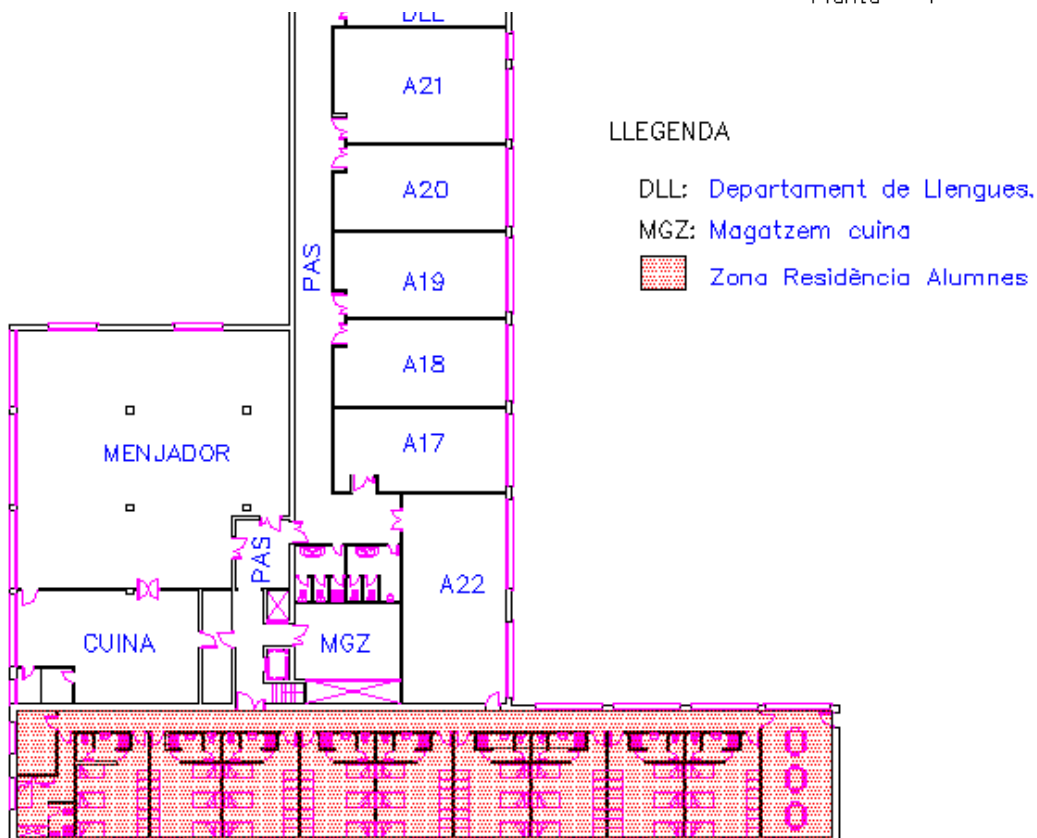 DLL
A21
LLEGENDA
A20
DLL: Departament de Llengues.
MGZ: Magatzem cuina
PAS
A19
Zona Residència Alumnes
A18
MENJADOR
A17
PAS
A22
CUINA
MGZ